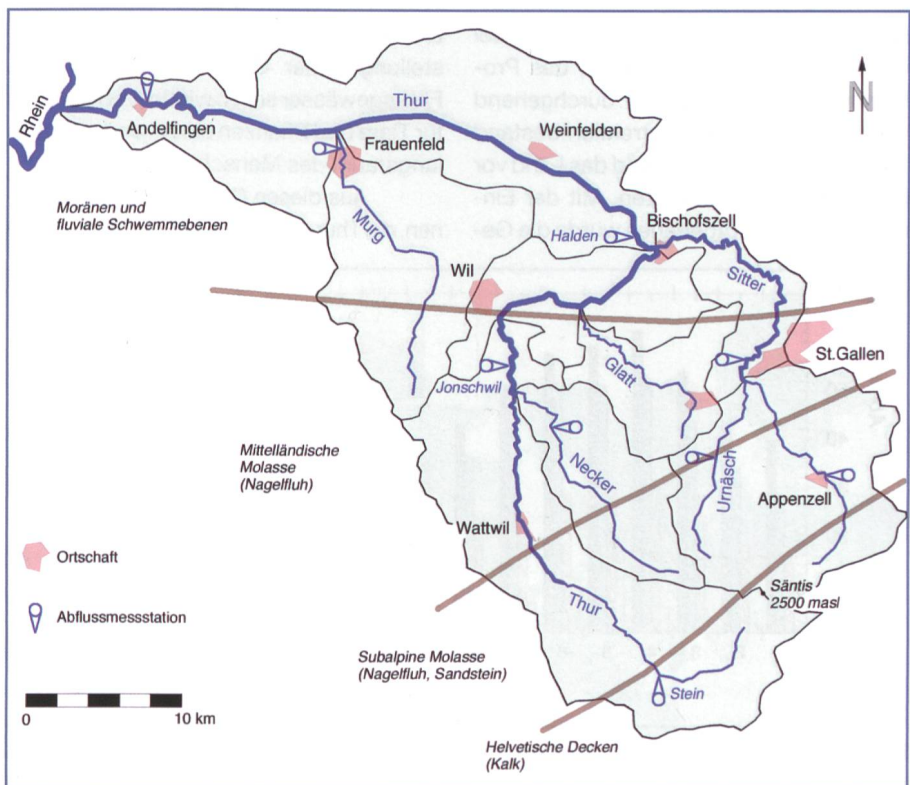 N
Rhein
Thur
Andelfingen
Weinfelden
Frauenfeld
Moränen und
fluviale Schwemmebenen
Murg
Bischofszell
Halden
Sitter
Wil
St.Gallen
Glatt
Jonschwil
Mittelländische
Molasse
(Nagelfluh)
Necker
Urnäsch
Appenzell
Wattwil
Ortschaft
Säntis
2500 masl
Thur
Abflussmessstation
Subalpine Molasse
(Nagelfluh, Sandstein)
Stein
0 10 km
Helvetische Decken
(Kalk)